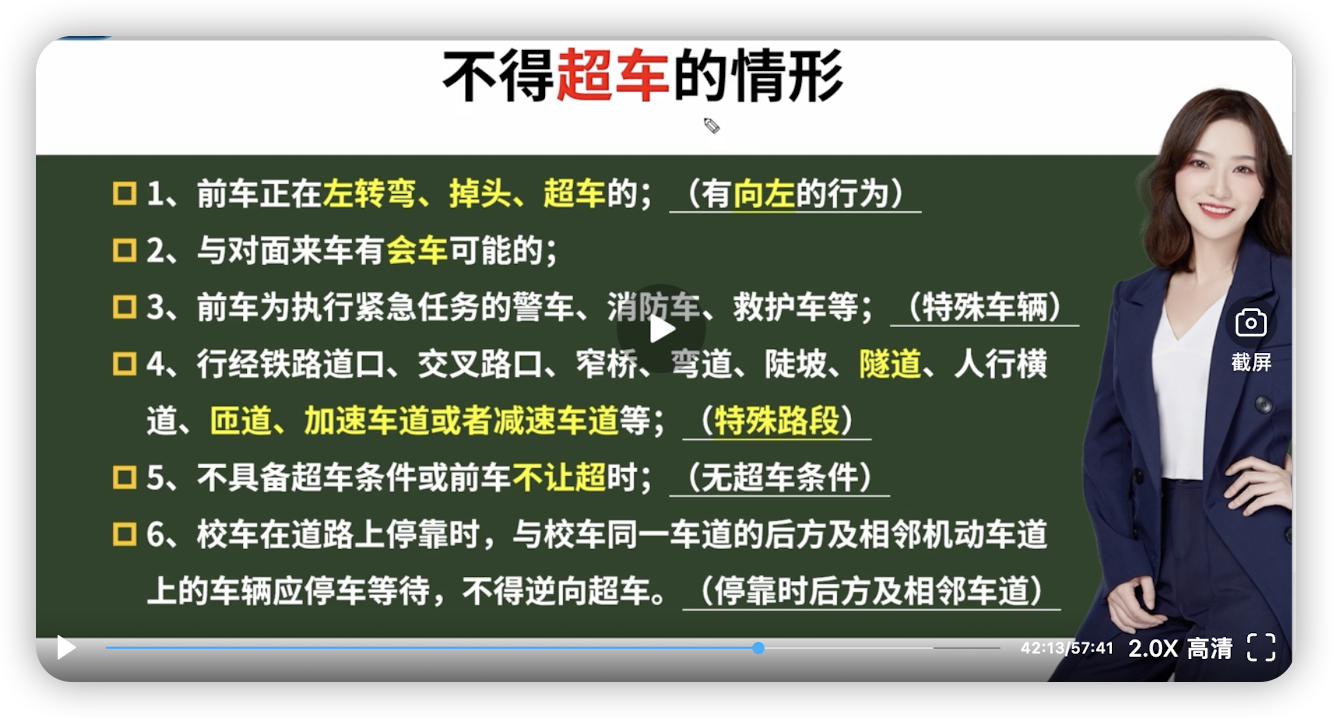 不得超车的情形
1、前车正在左转弯、掉头、超车的；（有向左的行为）
2、与对面来车有会车可能的；
3、前车为执行紧急任务的警车、消防车、救护车等；（特殊车辆）
4、行经铁路道口、交叉路口、窄桥、弯道、陡坡、隧道、人行横
道、匝道、加速车道或者减速车道等；（特殊路段）
5、不具备超车条件或前车不让超时；（无超车条件）
6、校车在道路上停靠时，与校车同一车道的后方及相邻机动车道
上的车辆应停车等待，不得逆向超车。（停靠时后方及相邻车道）
截屏
42:13/57:41 2.0X 高清